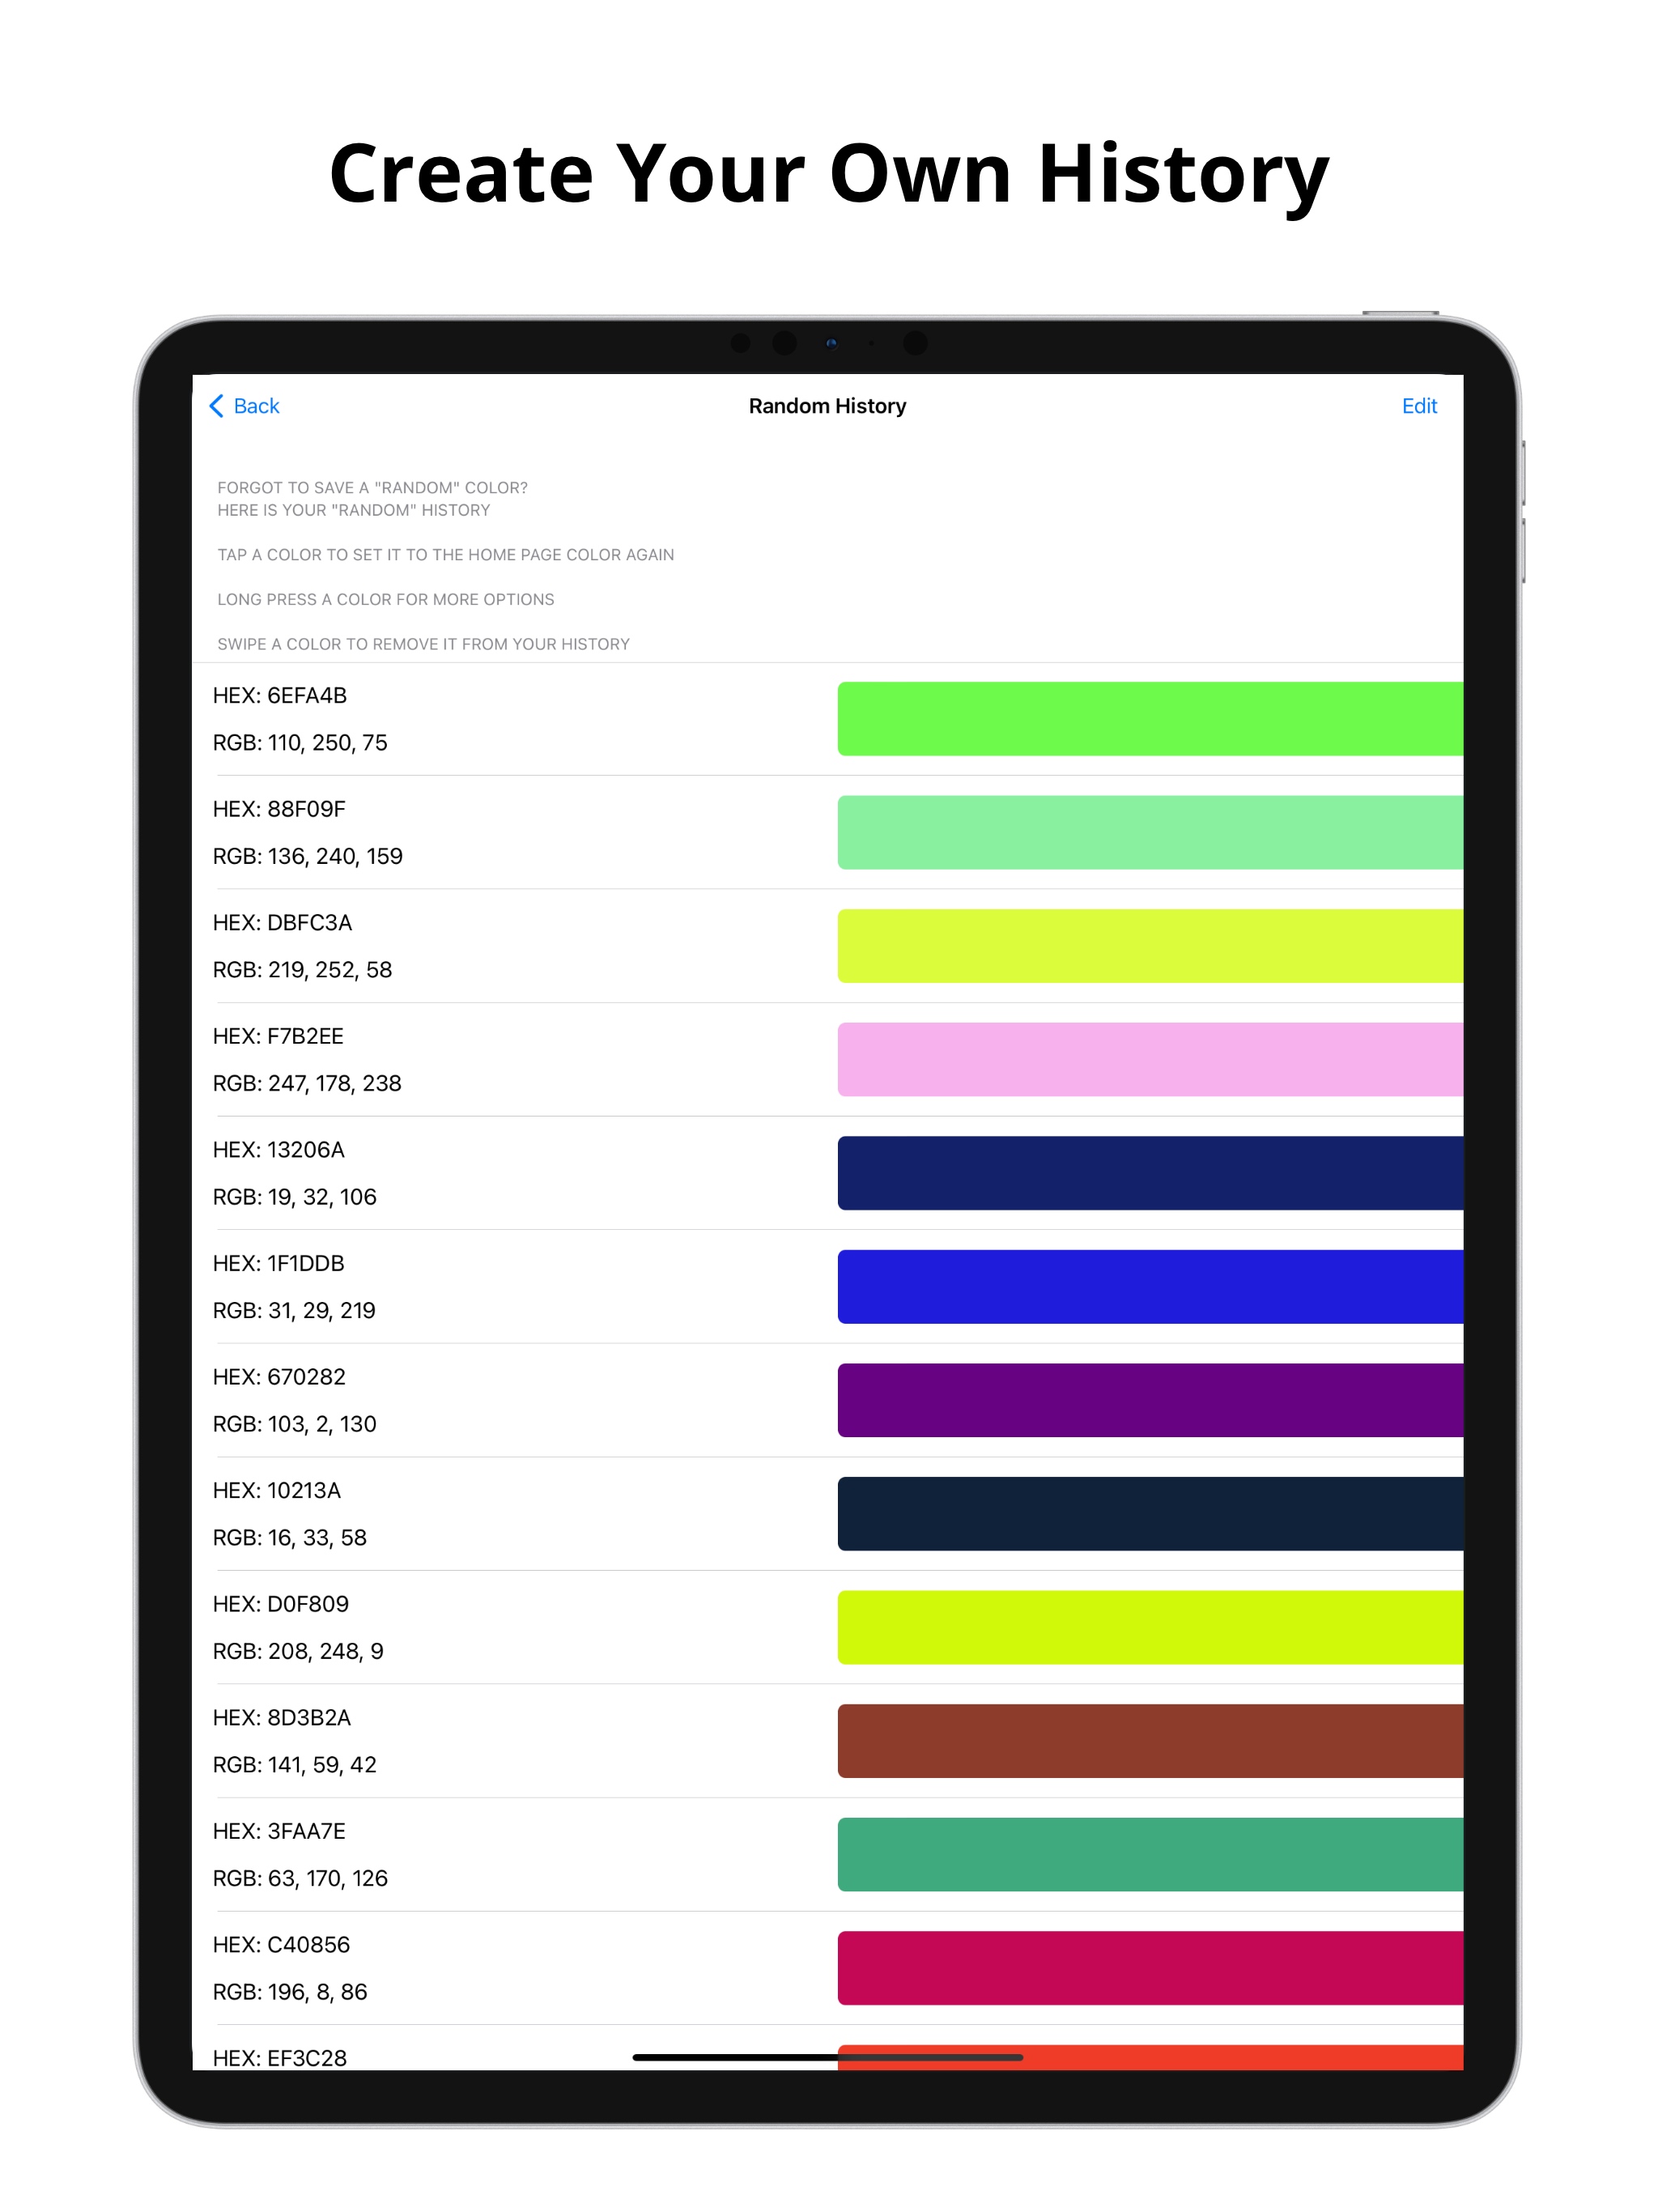 Create Your Own History
Back
Random History
Edit
FORGOT TO SAVE A "RANDOM" COLOR?
HERE IS YOUR "RANDOM" HISTORY
TAP A COLOR TO SET IT TO THE HOME PAGE COLOR AGAIN
LONG PRESS A COLOR FOR MORE OPTIONS
SWIPE A COLOR TO REMOVE IT FROM YOUR HISTORY
HEX: 6EFA4B
RGB: 110, 250, 75
HEX: 88F09F
RGB: 136, 240, 159
HEX: DBFC3A
RGB: 219, 252, 58
HEX: F7B2EE
RGB: 247, 178, 238
HEX: 13206A
RGB: 19, 32, 106
HEX: 1F1DDB
RGB: 31, 29, 219
HEX: 670282
RGB: 103, 2, 130
HEX: 10213A
RGB: 16, 33, 58
HEX: D0F809
RGB: 208, 248, 9
HEX: 8D3B2A
RGB: 141, 59, 42
HEX: 3FAA7E
RGB: 63, 170, 126
HEX: C40856
RGB: 196, 8, 86
HEX: EF3C28